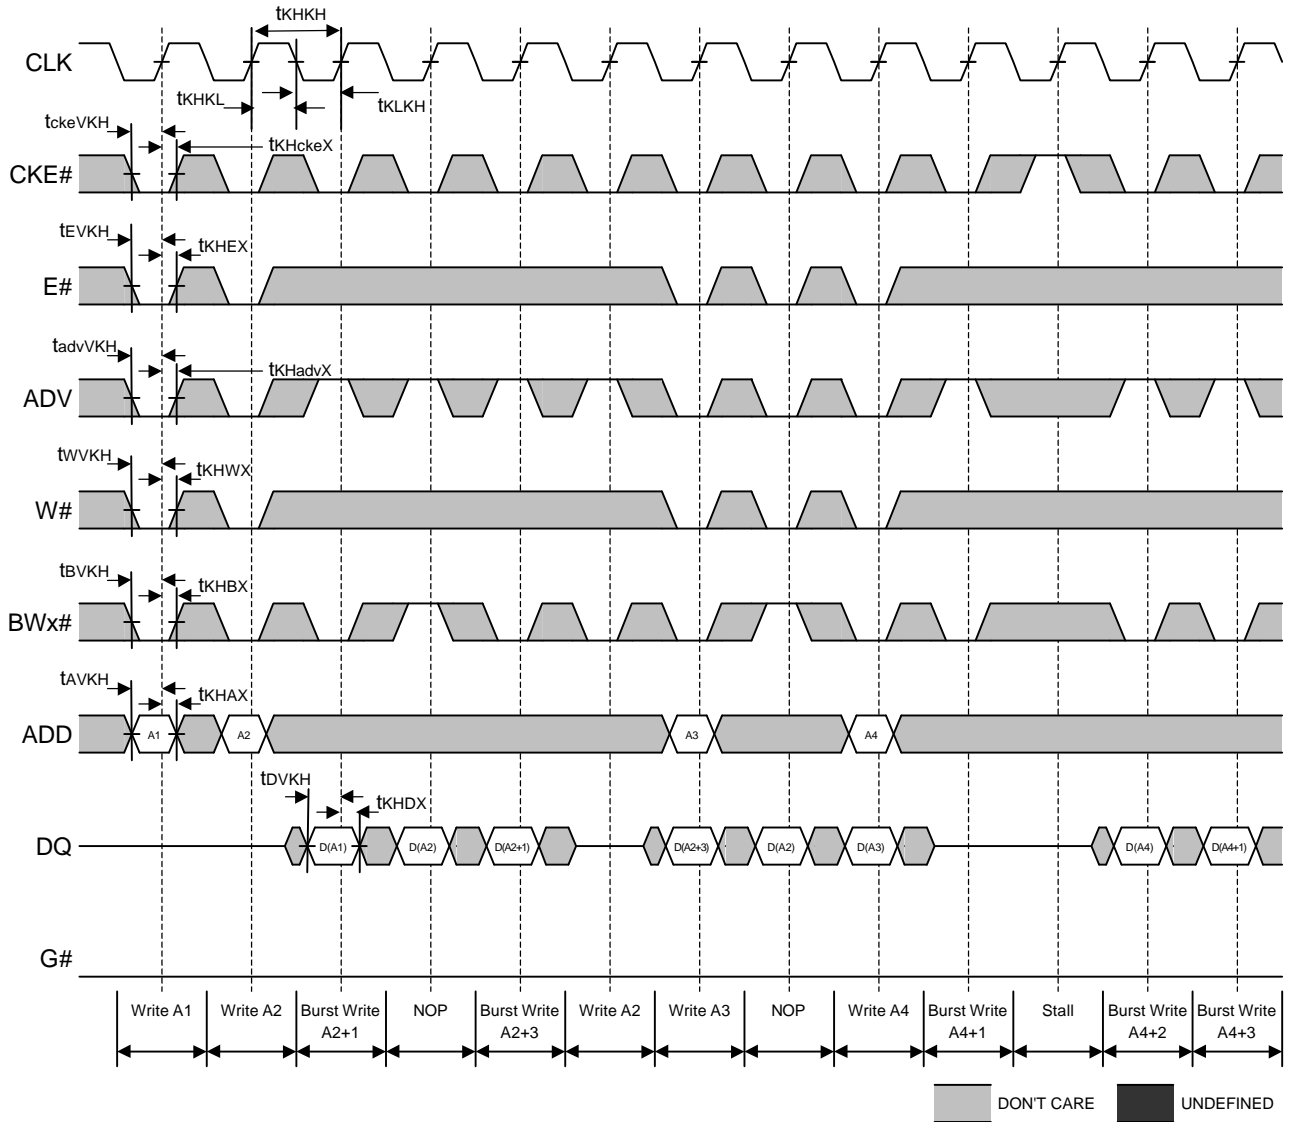 tKHKH
CLK
tKHKL
tKLKH
tckeVKH
tKHckeX
CKE#
tEVKH
tKHEX
E#
tadvVKH
tKHadvX
ADV
tWVKH
tKHWX
W#
tBVKH
tKHBX
BWx#
tAVKH
tKHAX
ADD
A1
A2
A3
A4
tDVKH
tKHDX
DQ
D(A1)
D(A2)
D(A2+1)
D(A2+3)
D(A2)
D(A3)
D(A4)
D(A4+1)
G#
Write A1
Write A2
Burst Write
A2+1
NOP
Burst Write
A2+3
Write A2
Write A3
NOP
Write A4
Burst Write
A4+1
Stall
Burst Write
A4+2
Burst Write
A4+3
DON'T CARE
UNDEFINED